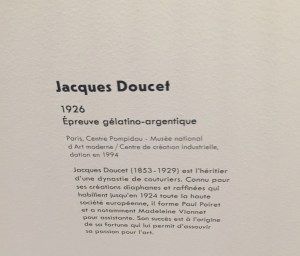 Jacques Doucet
1926
Épreuve gélatino-argentique
Paris, Centre Pompidou - Musée national
d'Art moderne / Centre de création industrielle,
dation en 1994
Jacques Doucet (1853-1929) est l'héritier
d'une dynastie de couturiers. Connu pour
ses créations diaphanes et raffinées qui
habillent jusqu'en 1924 toute la haute
société européenne, il forme Paul Poiret
et a notamment Madeleine Vionnet
pour assistante. Son succès est à l'origine
de sa fortune qui lui permet d'assouvir
sa passion pour l'art.